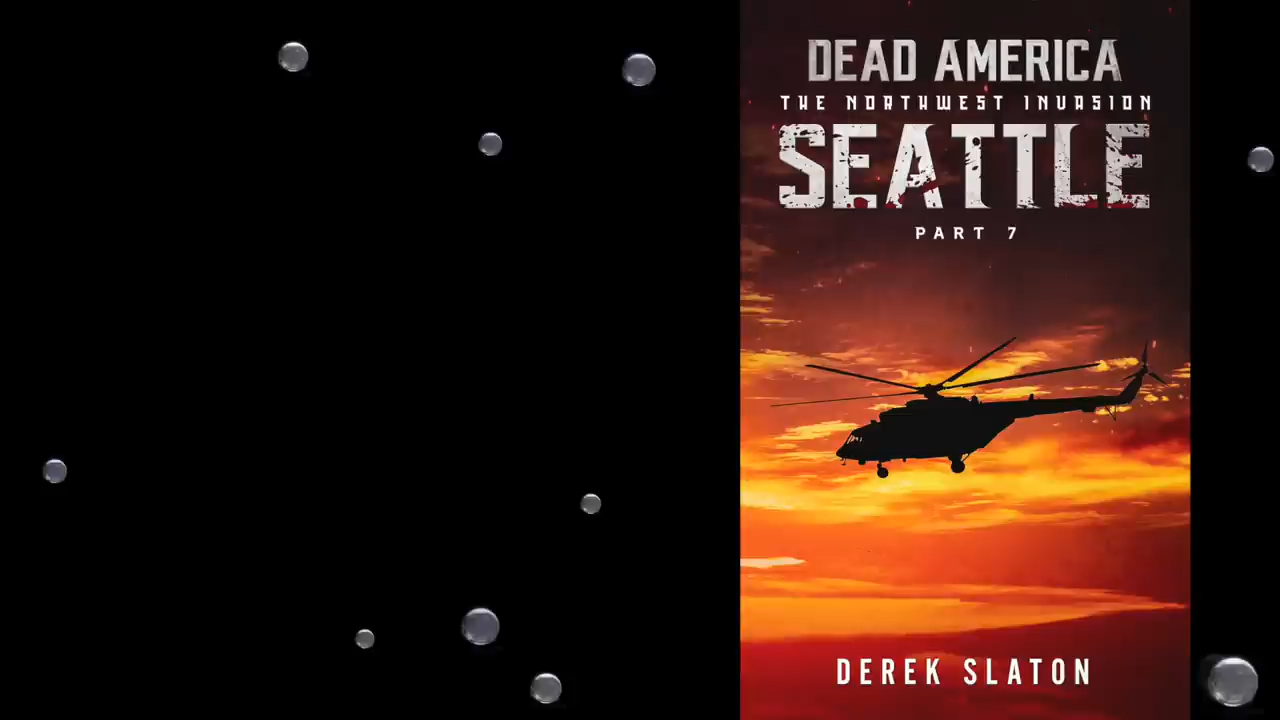 DEAD AMERICA
THE NORTHWEST INVASION
SEATTLE
PART 7
DEREK SLATON